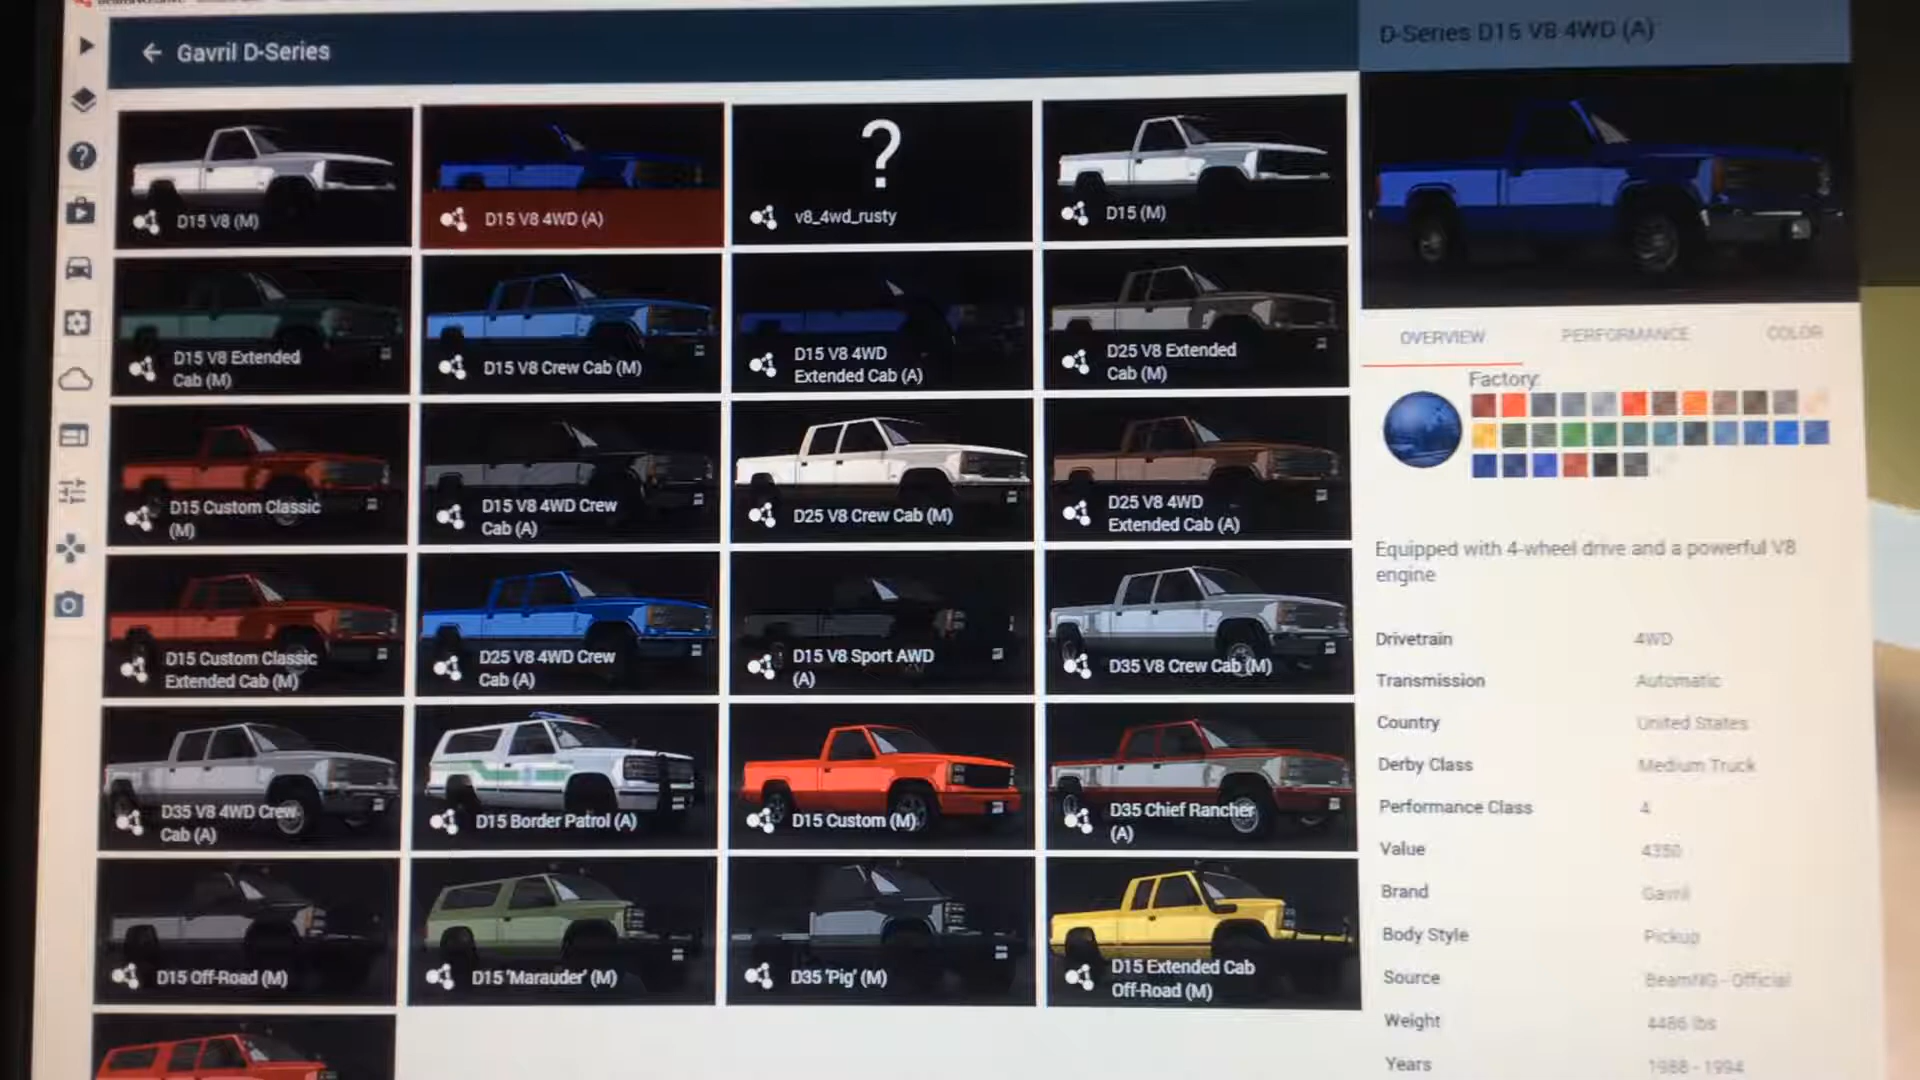 Gavril D-Series
D-Series D15 V8 4WD (A)
D15 V8 (M)
D15 V8 4WD (A)
?
v8_4wd_rusty
D15 (M)
D15 V8 Extended
Cab (M)
D15 V8 Crew Cab (M)
D15 V8 4WD
Extended Cab (A)
D25 V8 Extended
Cab (M)
D15 Custom Classic
(M)
D15 V8 4WD Crew
Cab (A)
D25 V8 Crew Cab (M)
D25 V8 4WD
Extended Cab (A)
D15 Custom Classic
Extended Cab (M)
D25 V8 4WD Crew
Cab (A)
D15 V8 Sport AWD
(A)
D35 V8 Crew Cab (M)
D35 V8 4WD Crew
Cab (A)
D15 Border Patrol (A)
D15 Custom (M)
D35 Chief Rancher
(A)
D15 Off-Road (M)
D15 'Marauder' (M)
D35 'Pig' (M)
D15 Extended Cab
Off-Road (M)
OVERVIEW PERFORMANCE COLOR
Factory:
Equipped with 4-wheel drive and a powerful V8
engine
Drivetrain 4WD
Transmission Automatic
Country United States
Derby Class Medium Truck
Performance Class 4
Value 4350
Brand Gavril
Body Style Pickup
Source BeamNG - Official
Weight 4486 lbs
Years 1988 - 1994